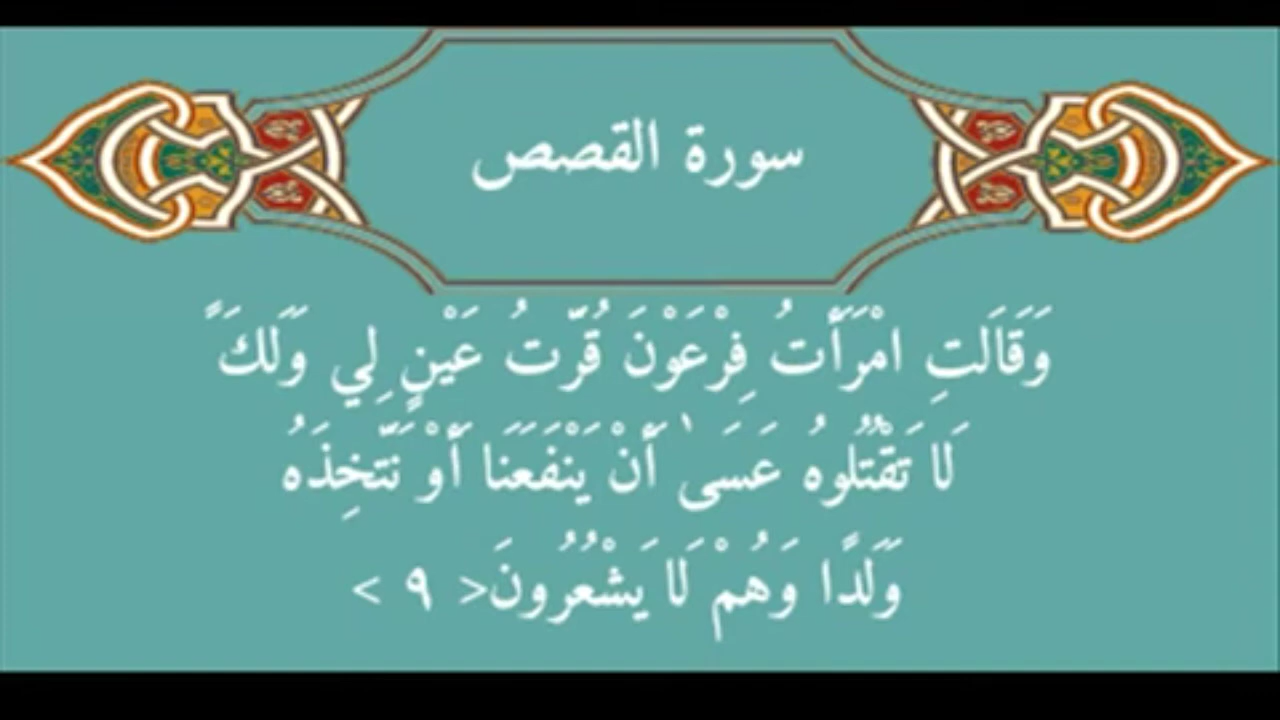 سورة القصص
وَقَالَتِ امْرَأَتُ فِرْعَوْنَ قُرَّتُ عَيْنٍ لِي وَلَكَ ً
لَا تَقْتُلُوهُ عَسَىٰ أَنْ يَنْفَعَنَا أَوْ نَتَّخِذَهُ
وَلَدًا وَهُمْ لَا يَشْعُرُونَ< ٩ >